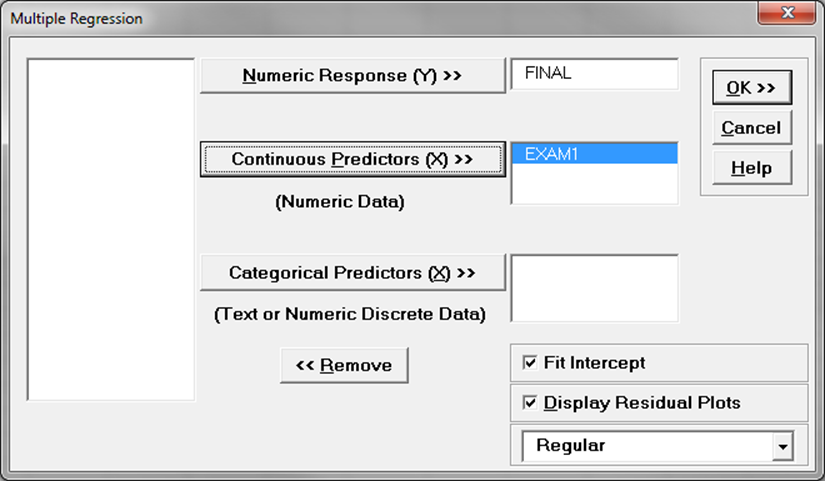 Multiple Regression
Numeric Response (Y) >>
FINAL
OK >>
Cancel
Help
Continuous Predictors (X) >>
EXAM1
(Numeric Data)
Categorical Predictors (X) >>
(Text or Numeric Discrete Data)
<< Remove
Fit Intercept
Display Residual Plots
Regular